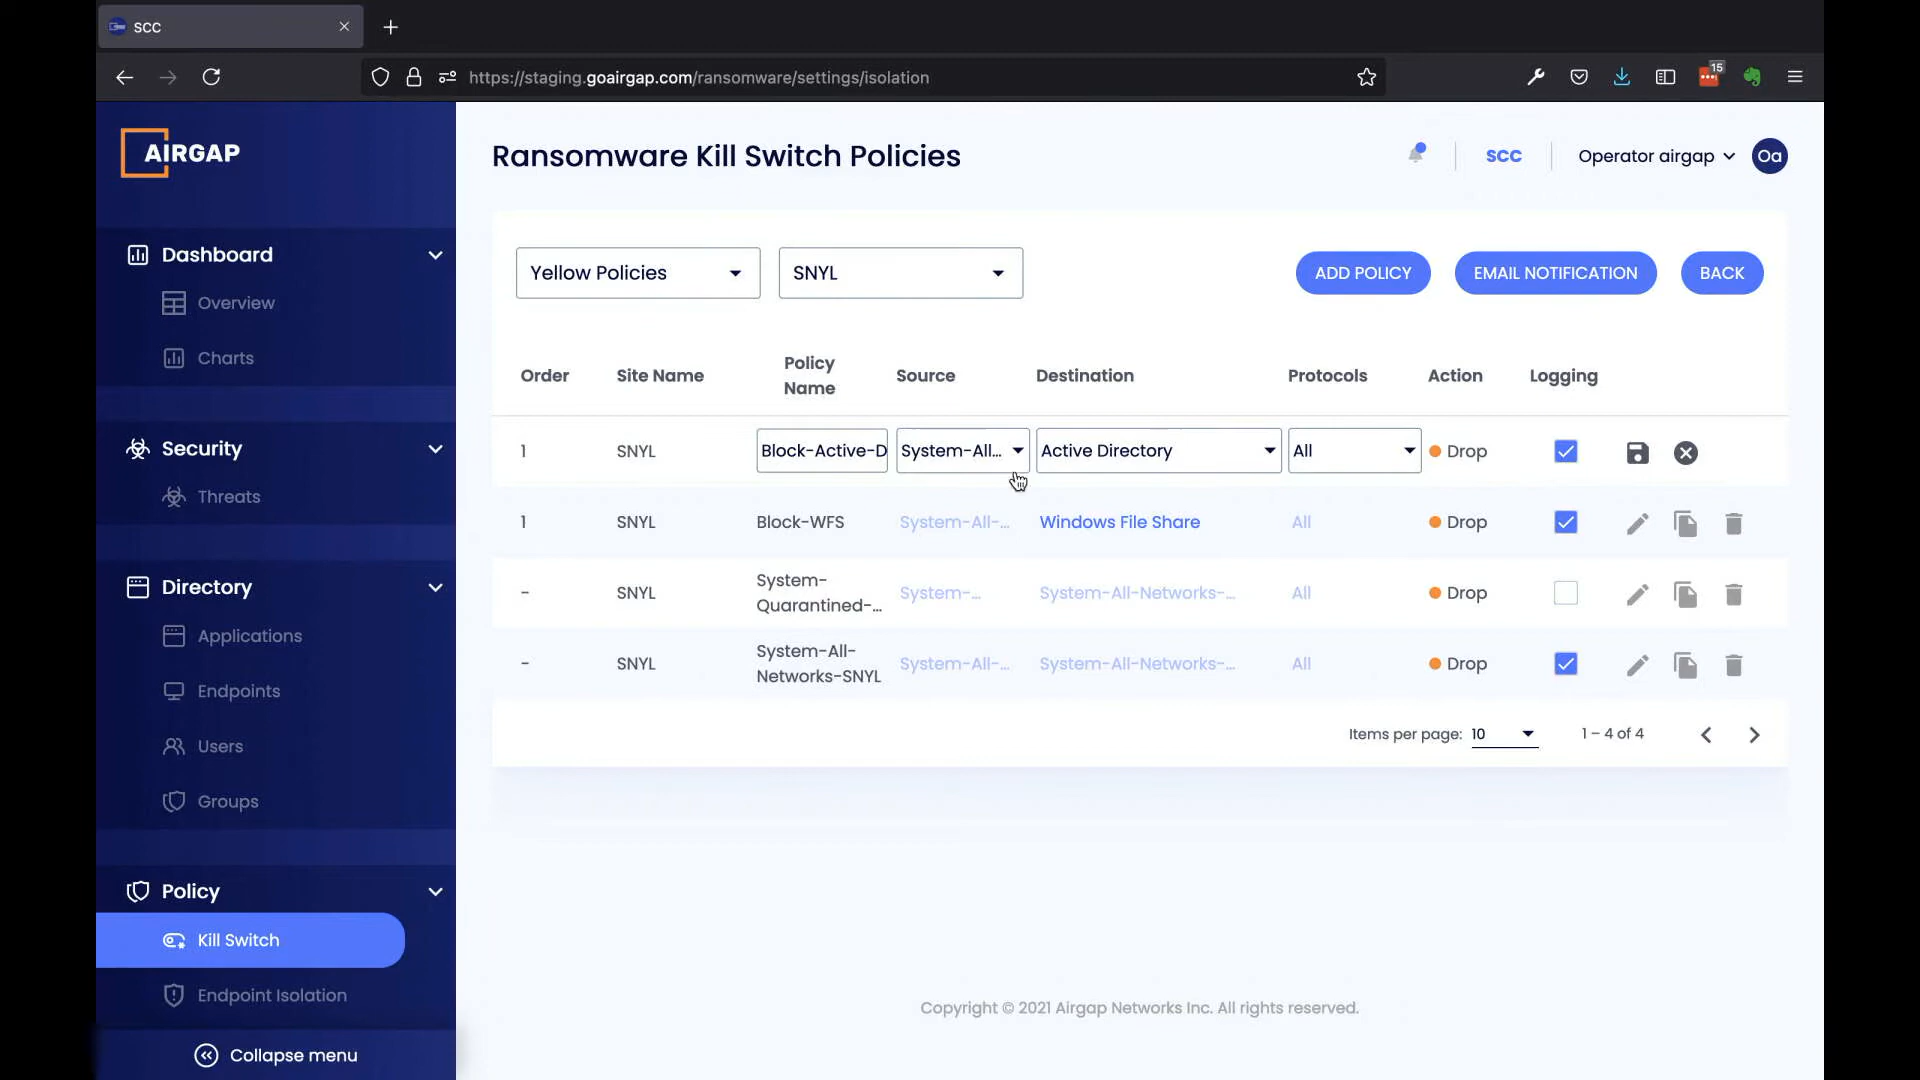 SCC
https://staging.goairgap.com/ransomware/settings/isolation
15
AIRGAP
Ransomware Kill Switch Policies
SCC
Operator airgap
Oa
Dashboard
Overview
Charts
Security
Threats
Directory
Applications
Endpoints
Users
Groups
Policy
Kill Switch
Endpoint Isolation
Collapse menu
Yellow Policies
SNYL
ADD POLICY
EMAIL NOTIFICATION
BACK
Order Site Name Policy Name Source Destination Protocols Action Logging
1 SNYL Block-Active-D System-All... Active Directory All Drop
1 SNYL Block-WFS System-All-... Windows File Share All Drop
- SNYL System-Quarantined-... System-... System-All-Networks-... All Drop
- SNYL System-All-Networks-SNYL System-All-... System-All-Networks-... All Drop
Items per page: 10 1 – 4 of 4
Copyright © 2021 Airgap Networks Inc. All rights reserved.